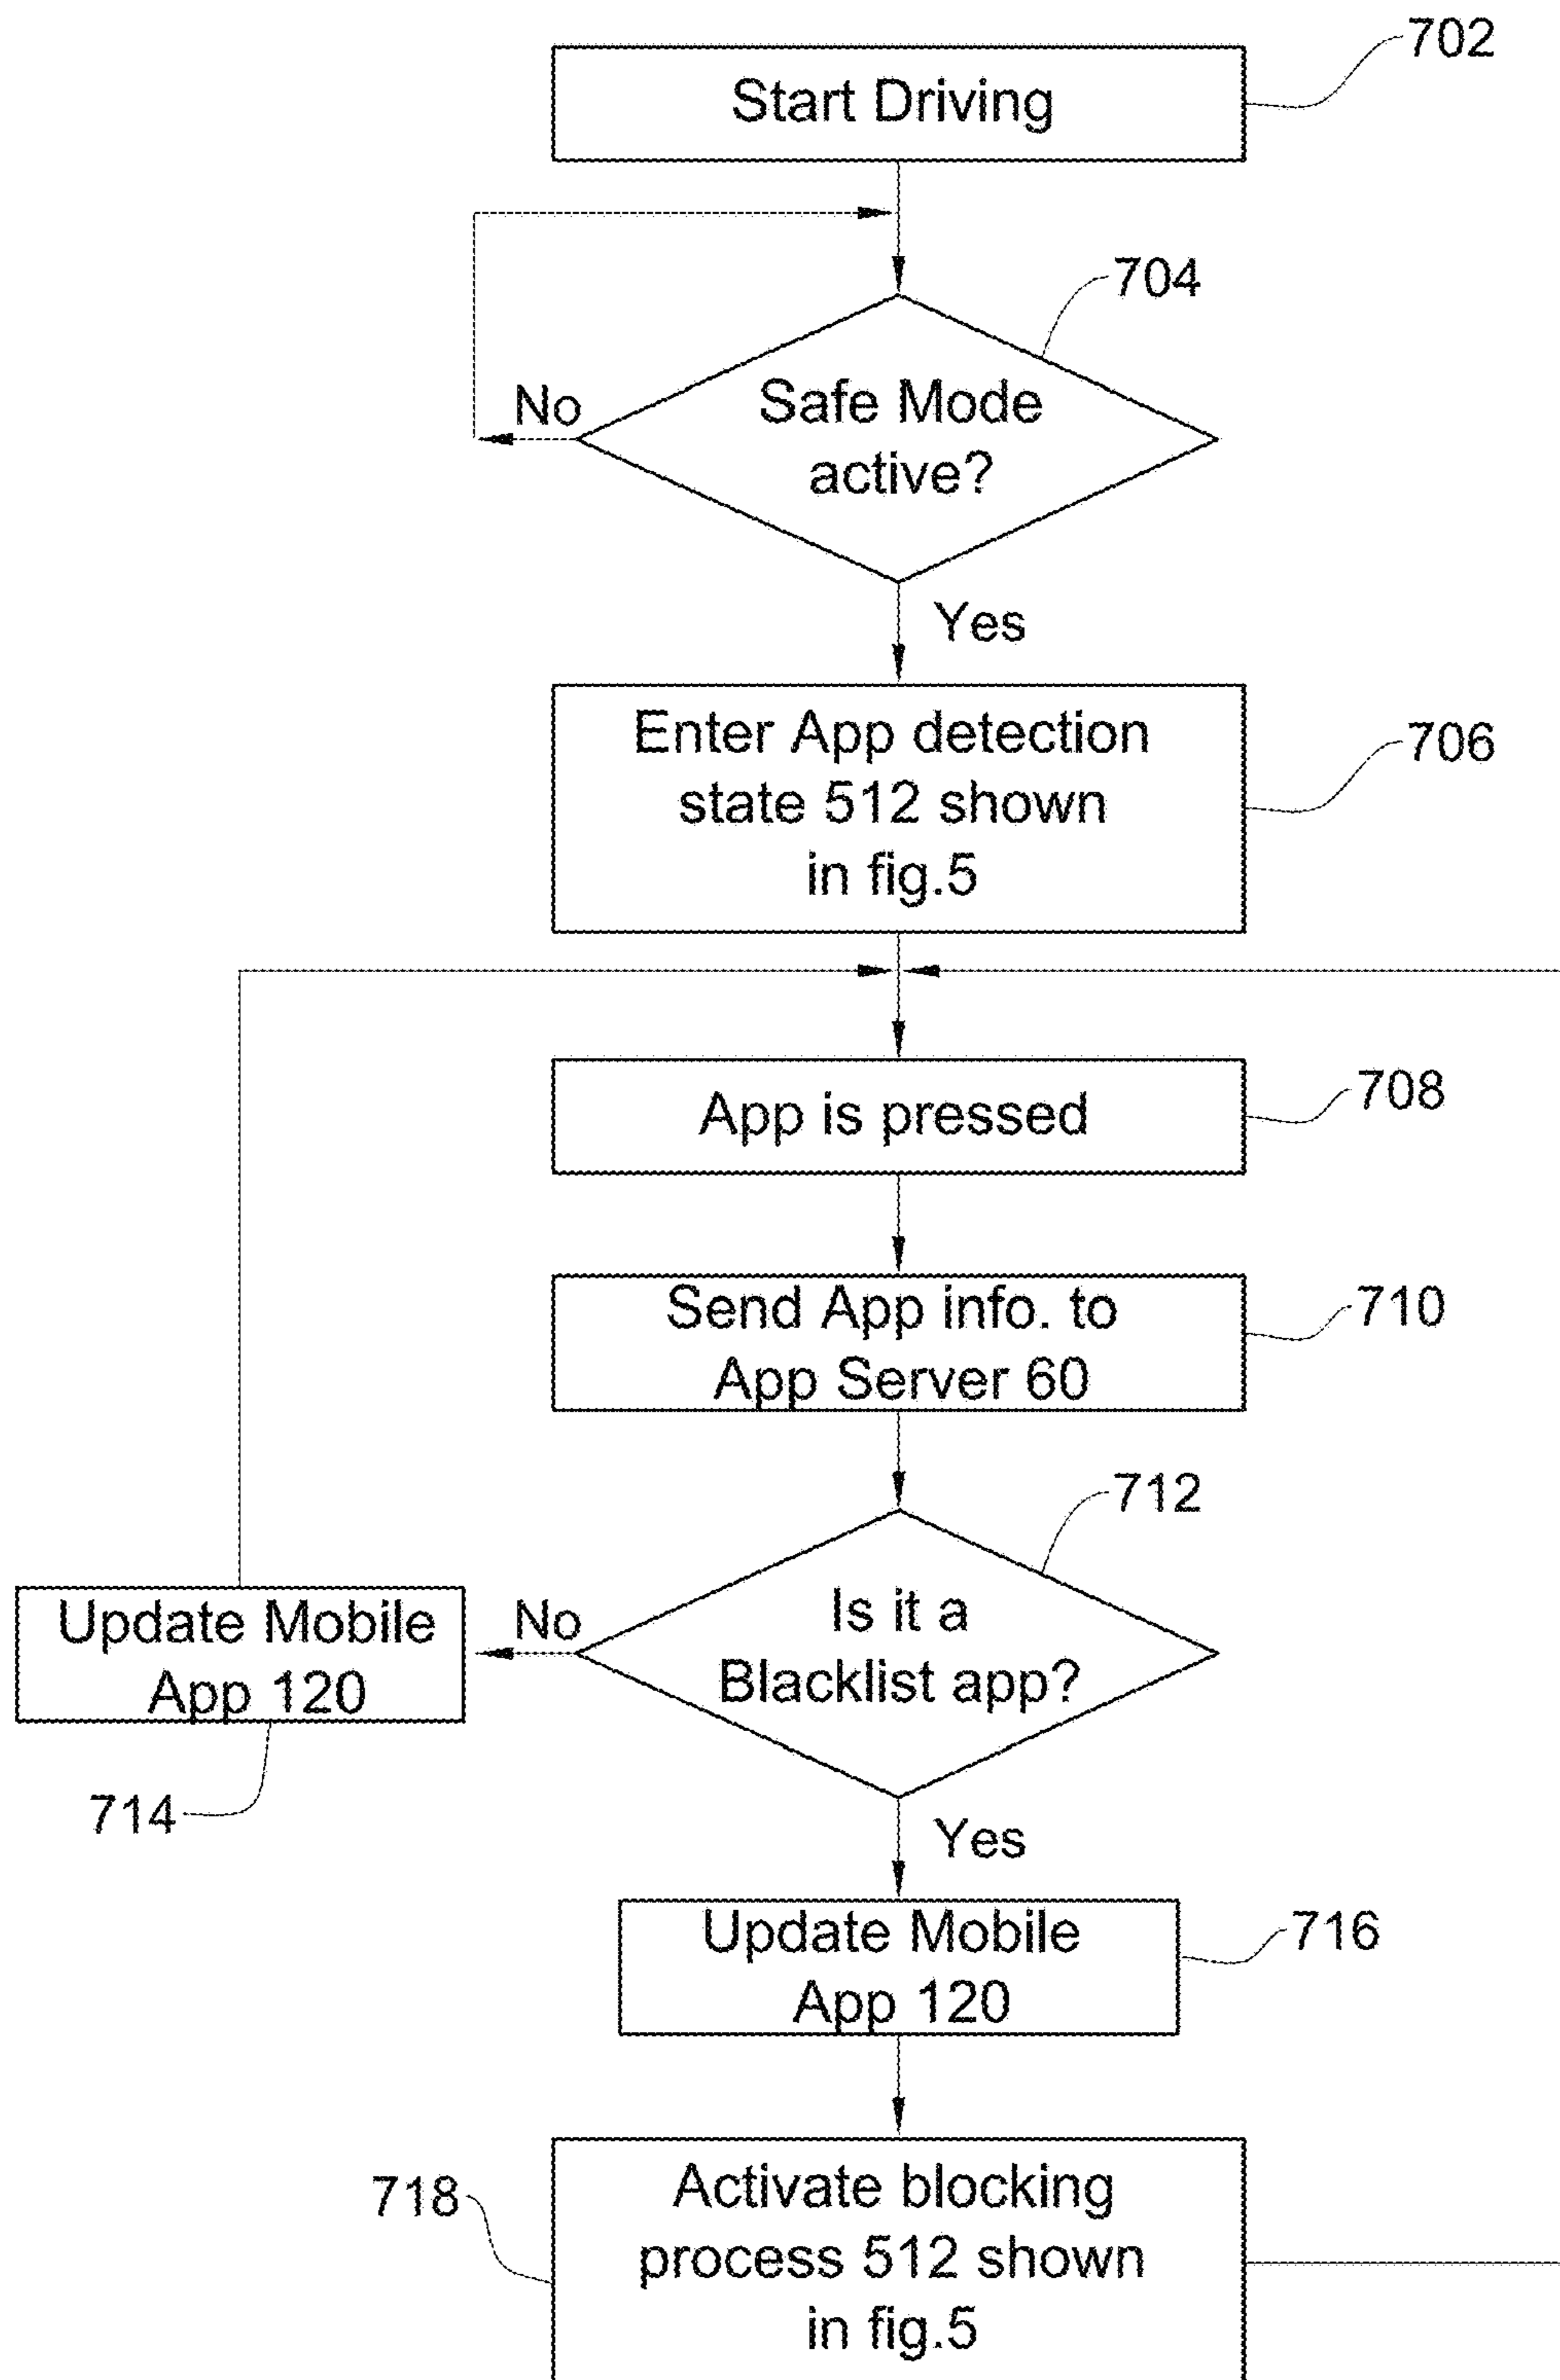 702
Start Driving
704
Safe Mode
active?
No
Yes
Enter App detection
state 512 shown
in fig.5
706
App is pressed
708
Send App info. to
App Server 60
710
712
Is it a
Blacklist app?
No
Update Mobile
App 120
714
Yes
Update Mobile
App 120
716
718
Activate blocking
process 512 shown
in fig.5